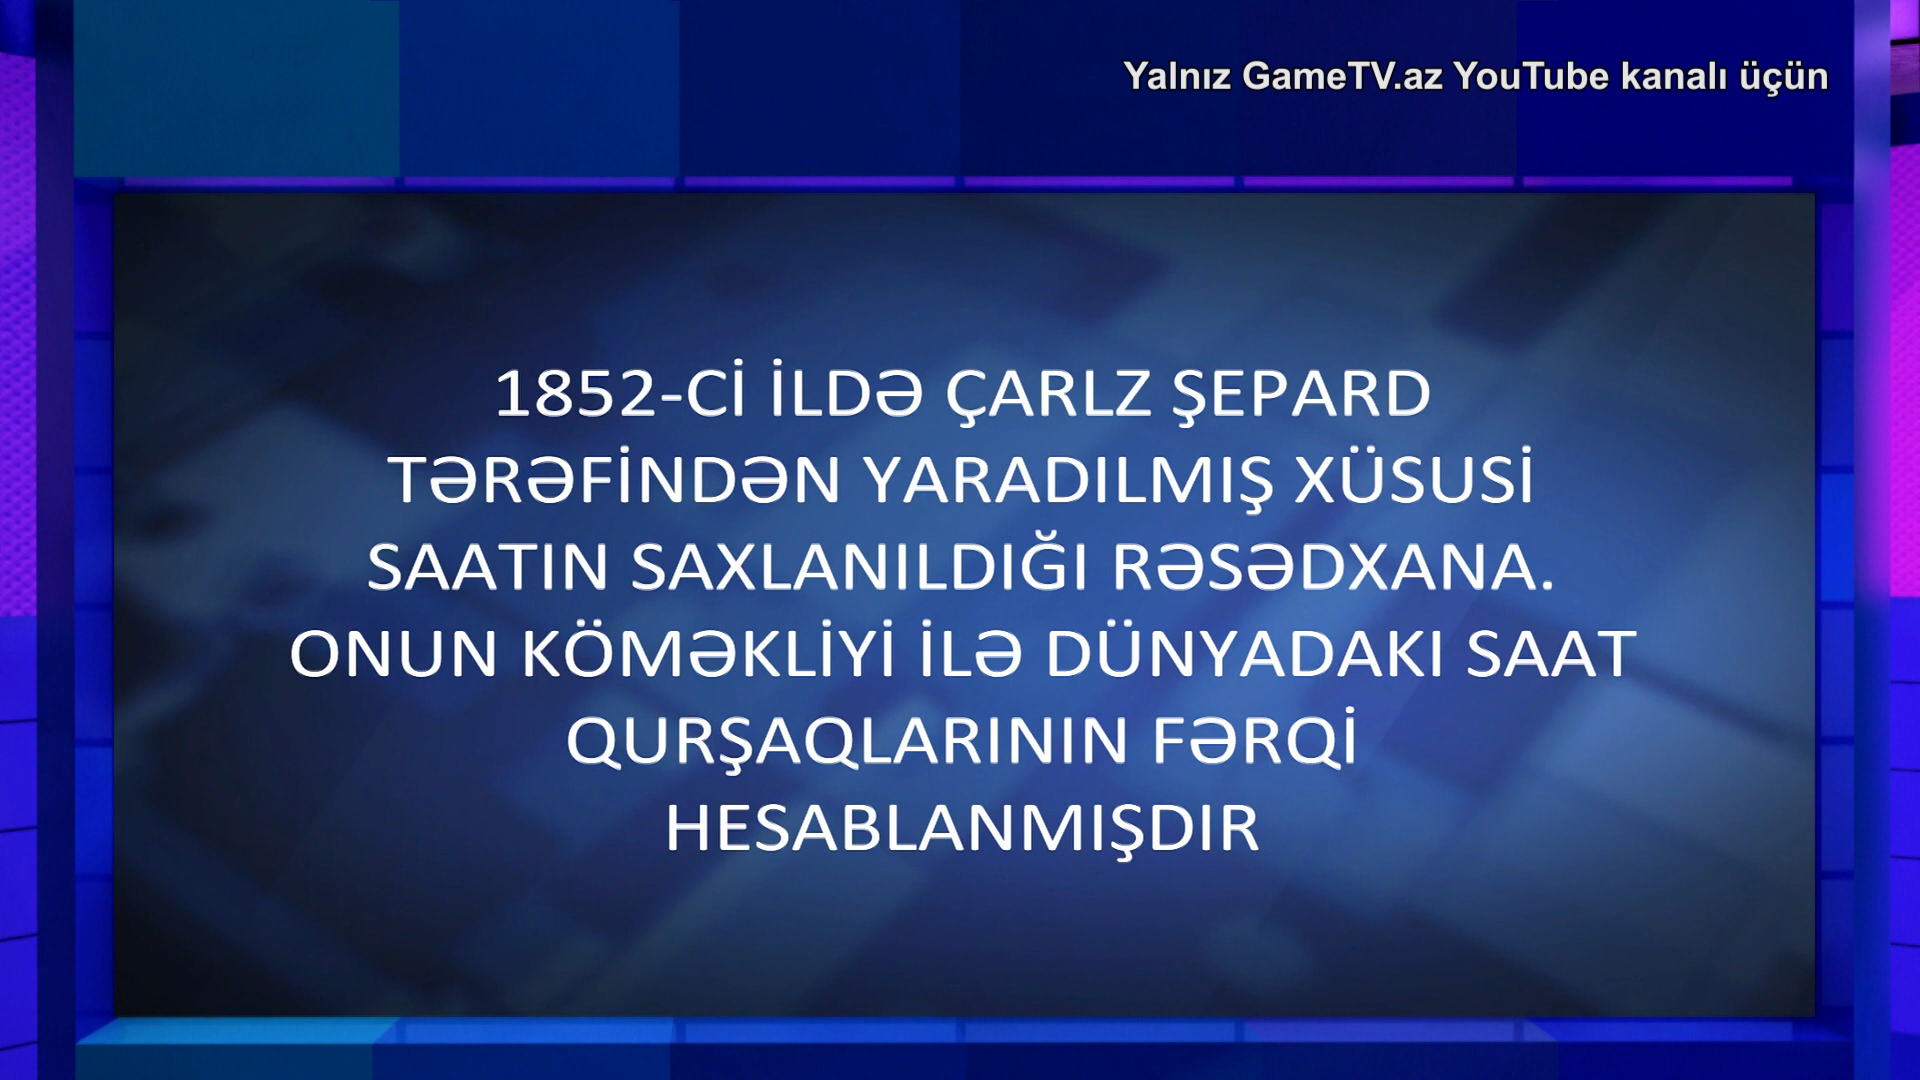 Yalnız GameTV.az YouTube kanalı üçün
1852-Cİ İLDƏ ÇARLZ ŞEPARD
TƏRƏFİNDƏN YARADILMIŞ XÜSUSİ
SAATIN SAXLANILDIĞI RƏSƏDXANA.
ONUN KÖMƏKLİYİ İLƏ DÜNYADAKI SAAT
QURŞAQLARININ FƏRQİ
HESABLANMIŞDIR